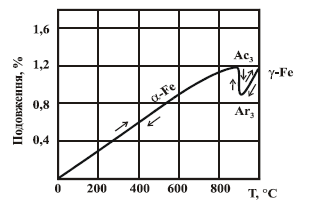 Подовження, %
1,6
1,2
0,8
0,4
0
200
400
600
800
T, °C
α-Fe
Ac3
Ar3
γ-Fe